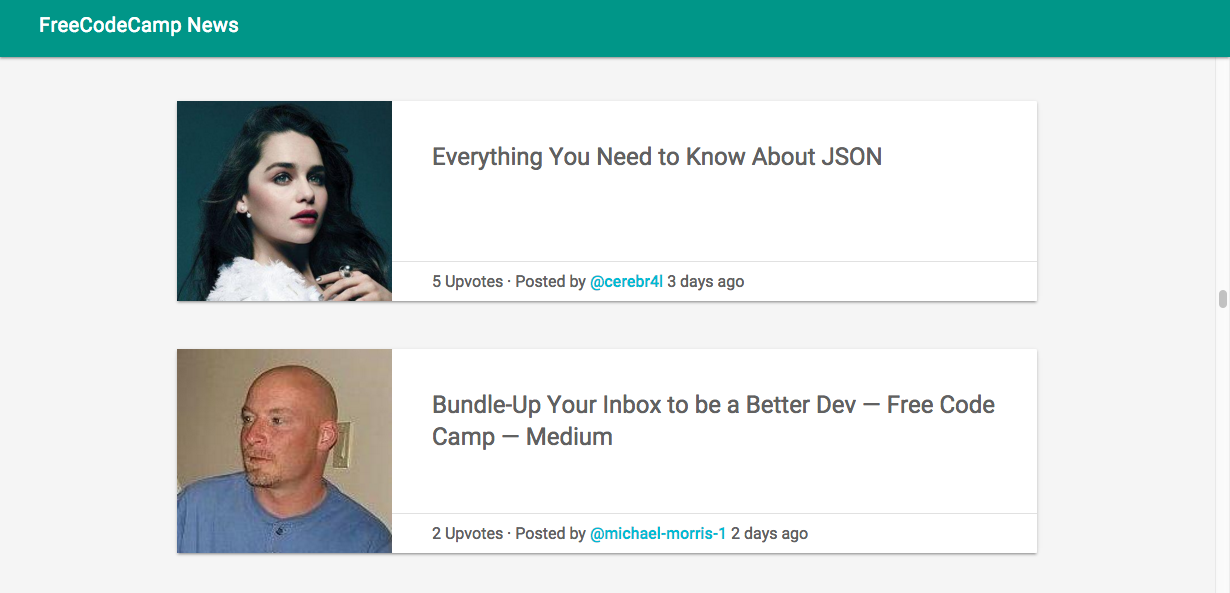 FreeCodeCamp News
Everything You Need to Know About JSON
5 Upvotes · Posted by @cerebr4l 3 days ago
Bundle-Up Your Inbox to be a Better Dev — Free Code
Camp — Medium
2 Upvotes · Posted by @michael-morris-1 2 days ago